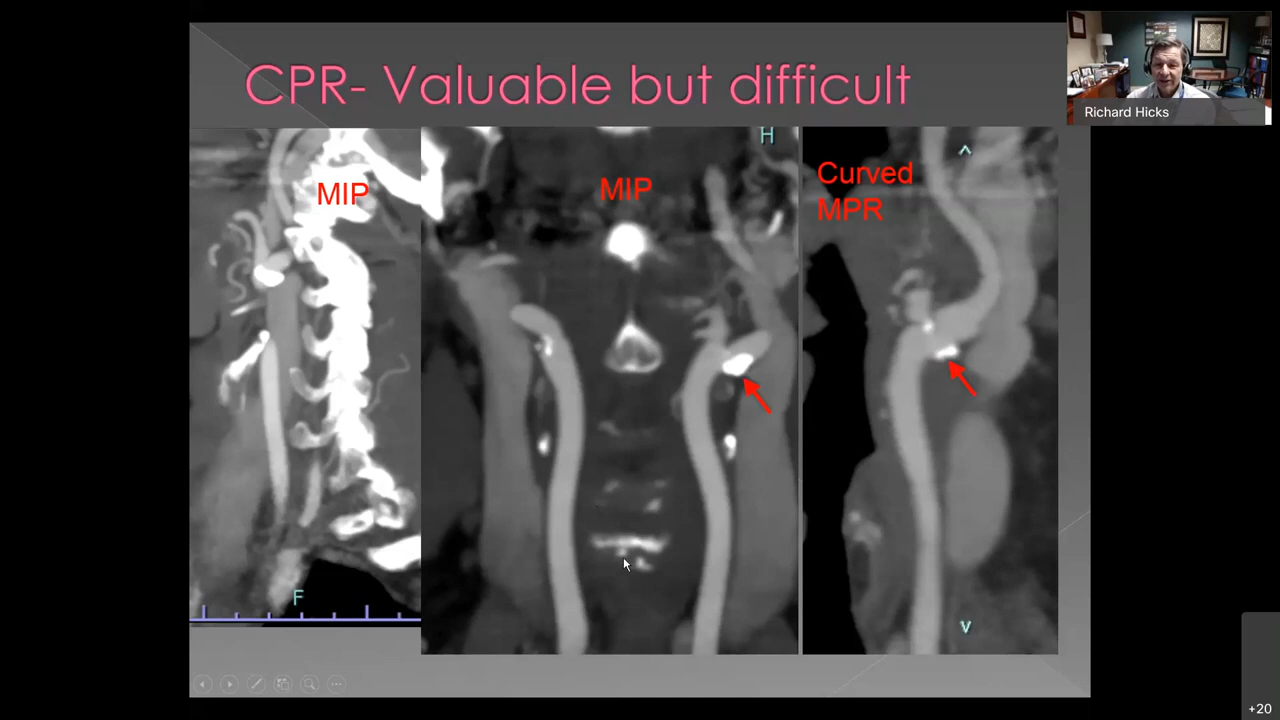 CPR- Valuable but difficult
Richard Hicks
MIP
MIP
H
Curved
MPR
F
+20